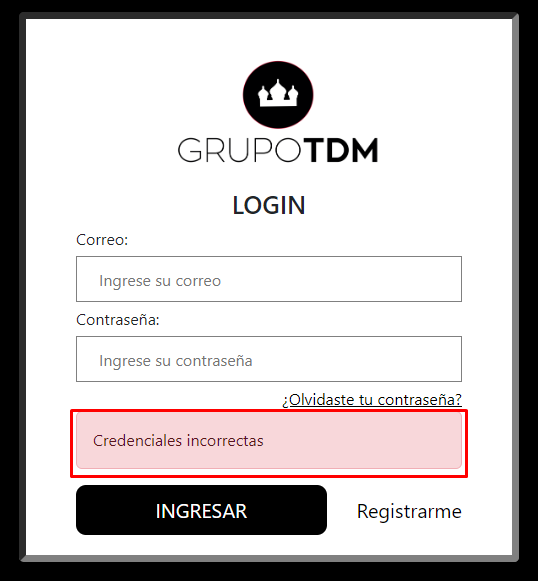 GRUPOTDM
LOGIN
Correo:
Ingrese su correo
Contraseña:
Ingrese su contraseña
¿Olvidaste tu contraseña?
Credenciales incorrectas
INGRESAR Registrarme